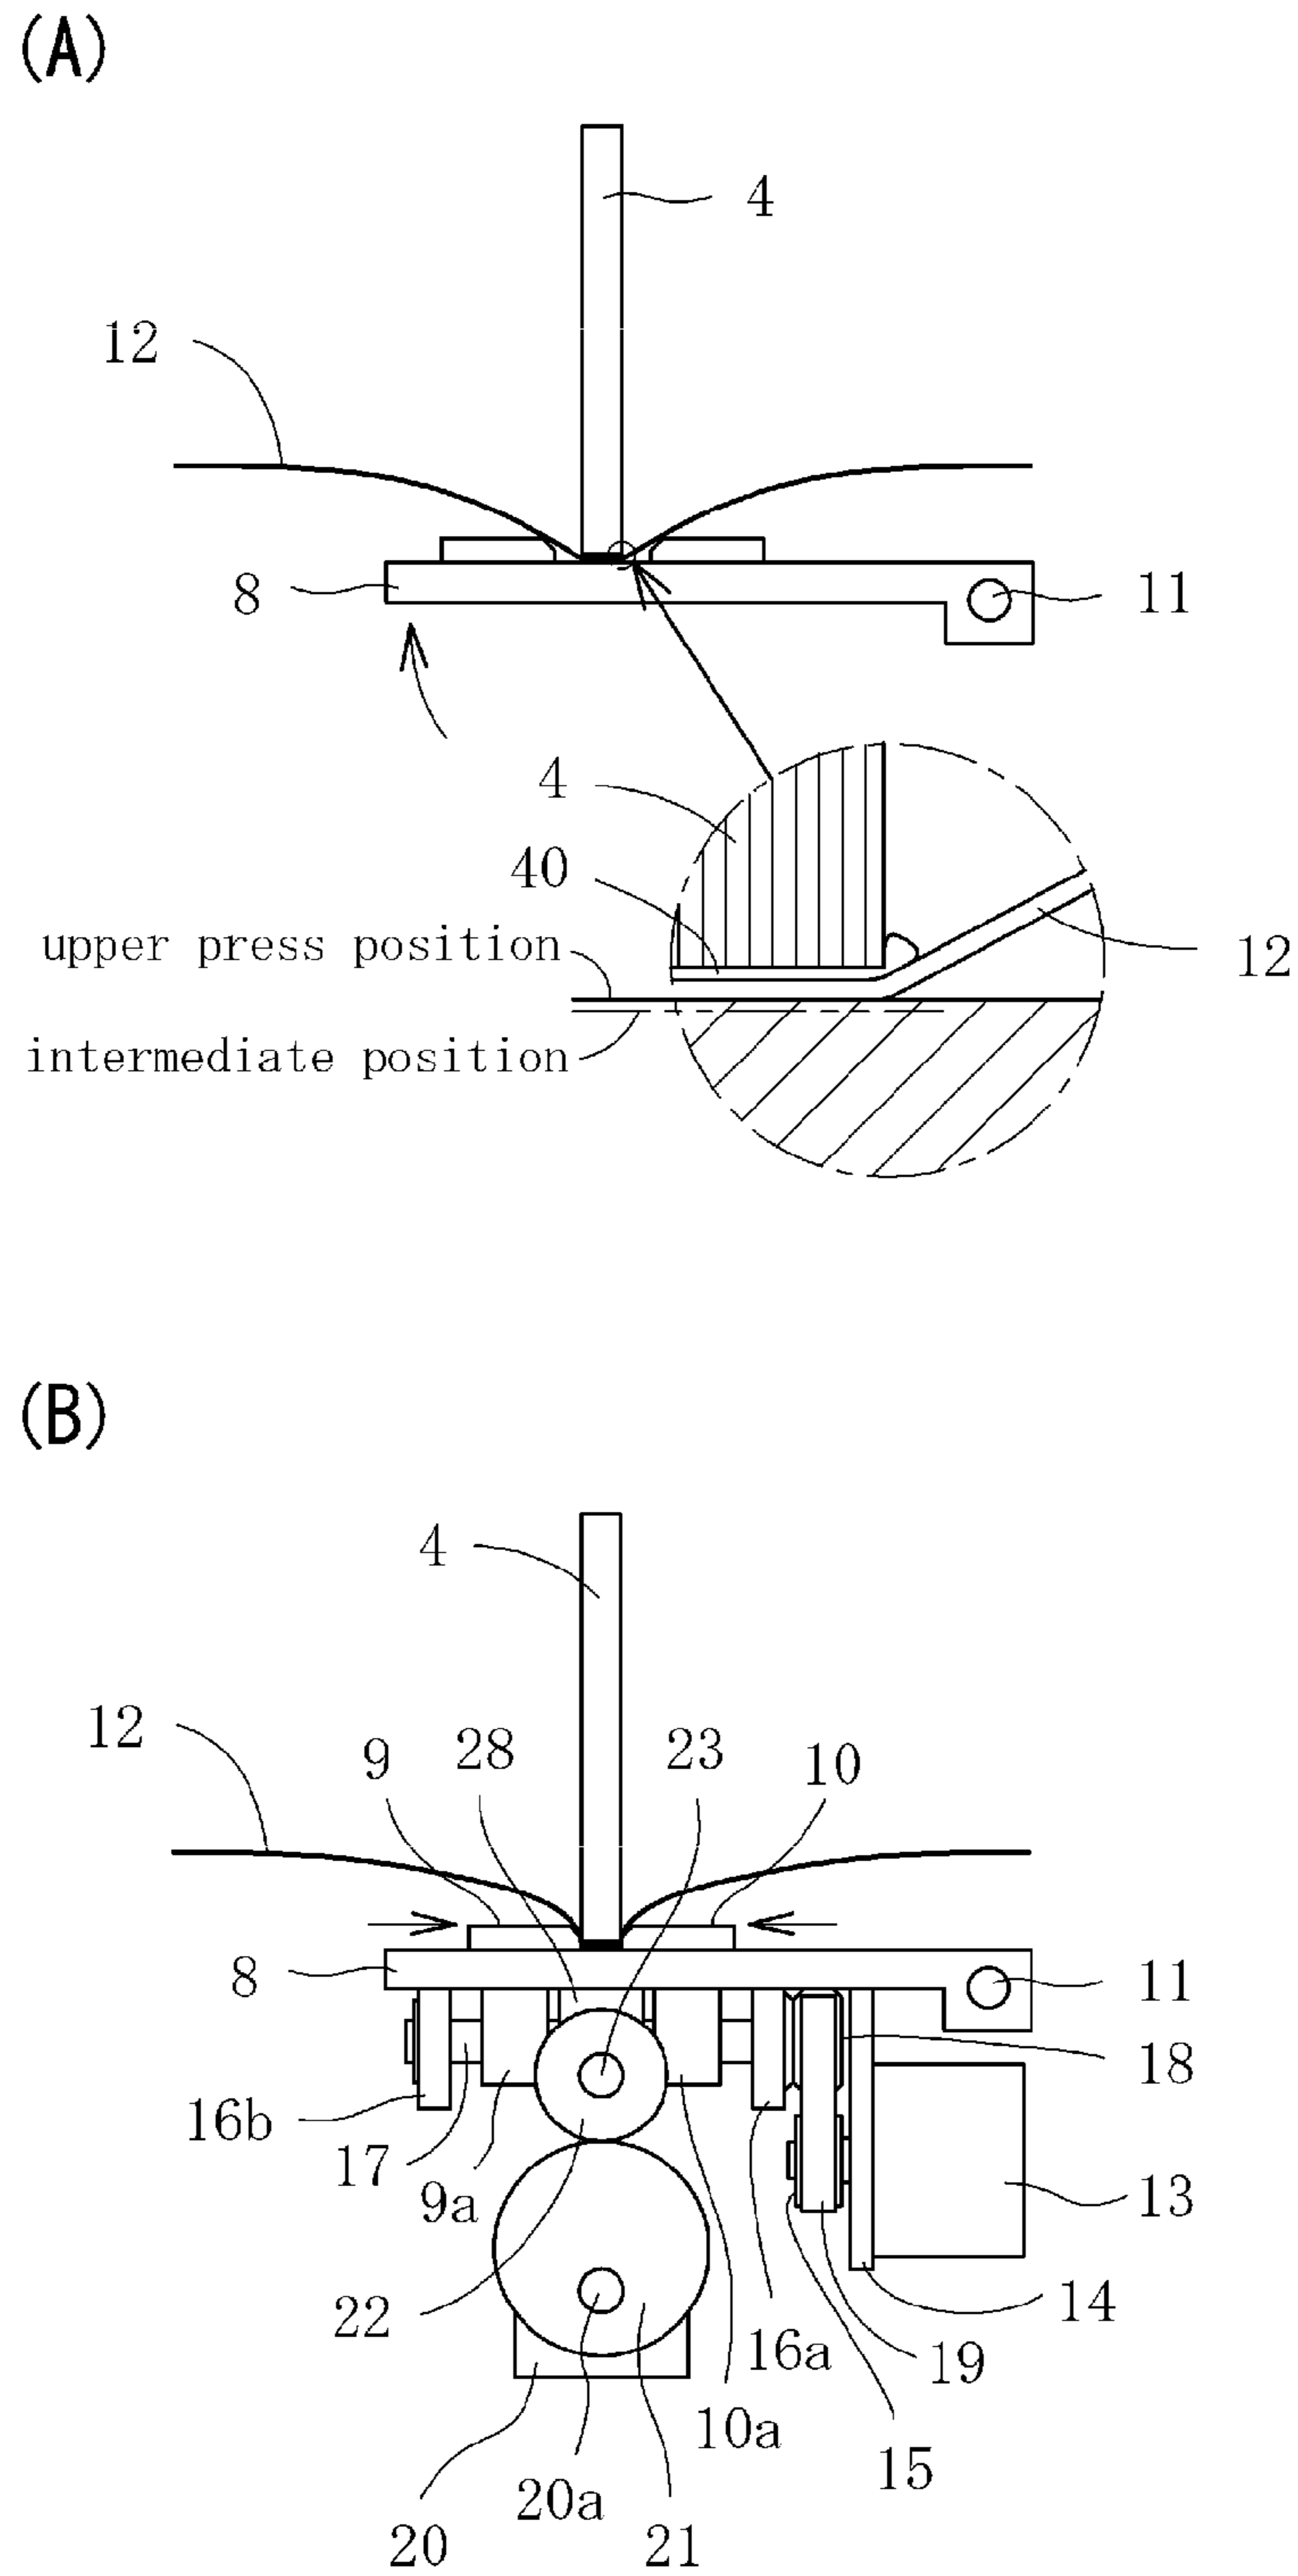 (A)
4
12
8
11
4
40
upper press position
12
intermediate position
(B)
4
12
9
28
23
10
8
11
18
16b
17
9a
13
22
14
16a
19
10a
15
20a
20
21